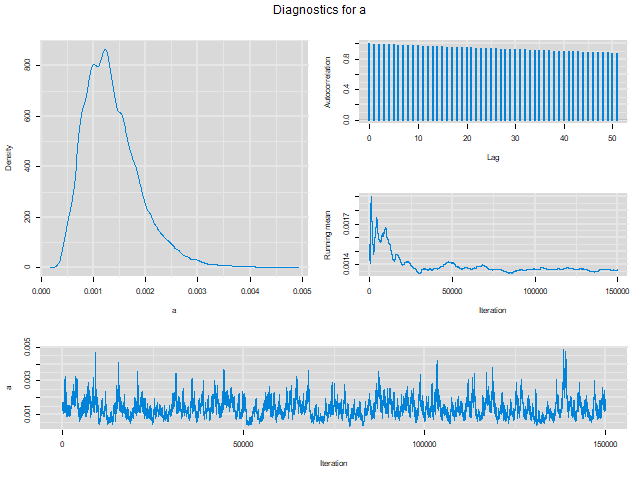 Diagnostics for a
Density
0 200 400 600 800
0.000 0.001 0.002 0.003 0.004 0.005
a
Autocorrelation
0.0 0.4 0.8
0 10 20 30 40 50
Lag
Running mean
0.0014 0.0017
0 50000 100000 150000
Iteration
a
0.001 0.003 0.005
0 50000 100000 150000
Iteration